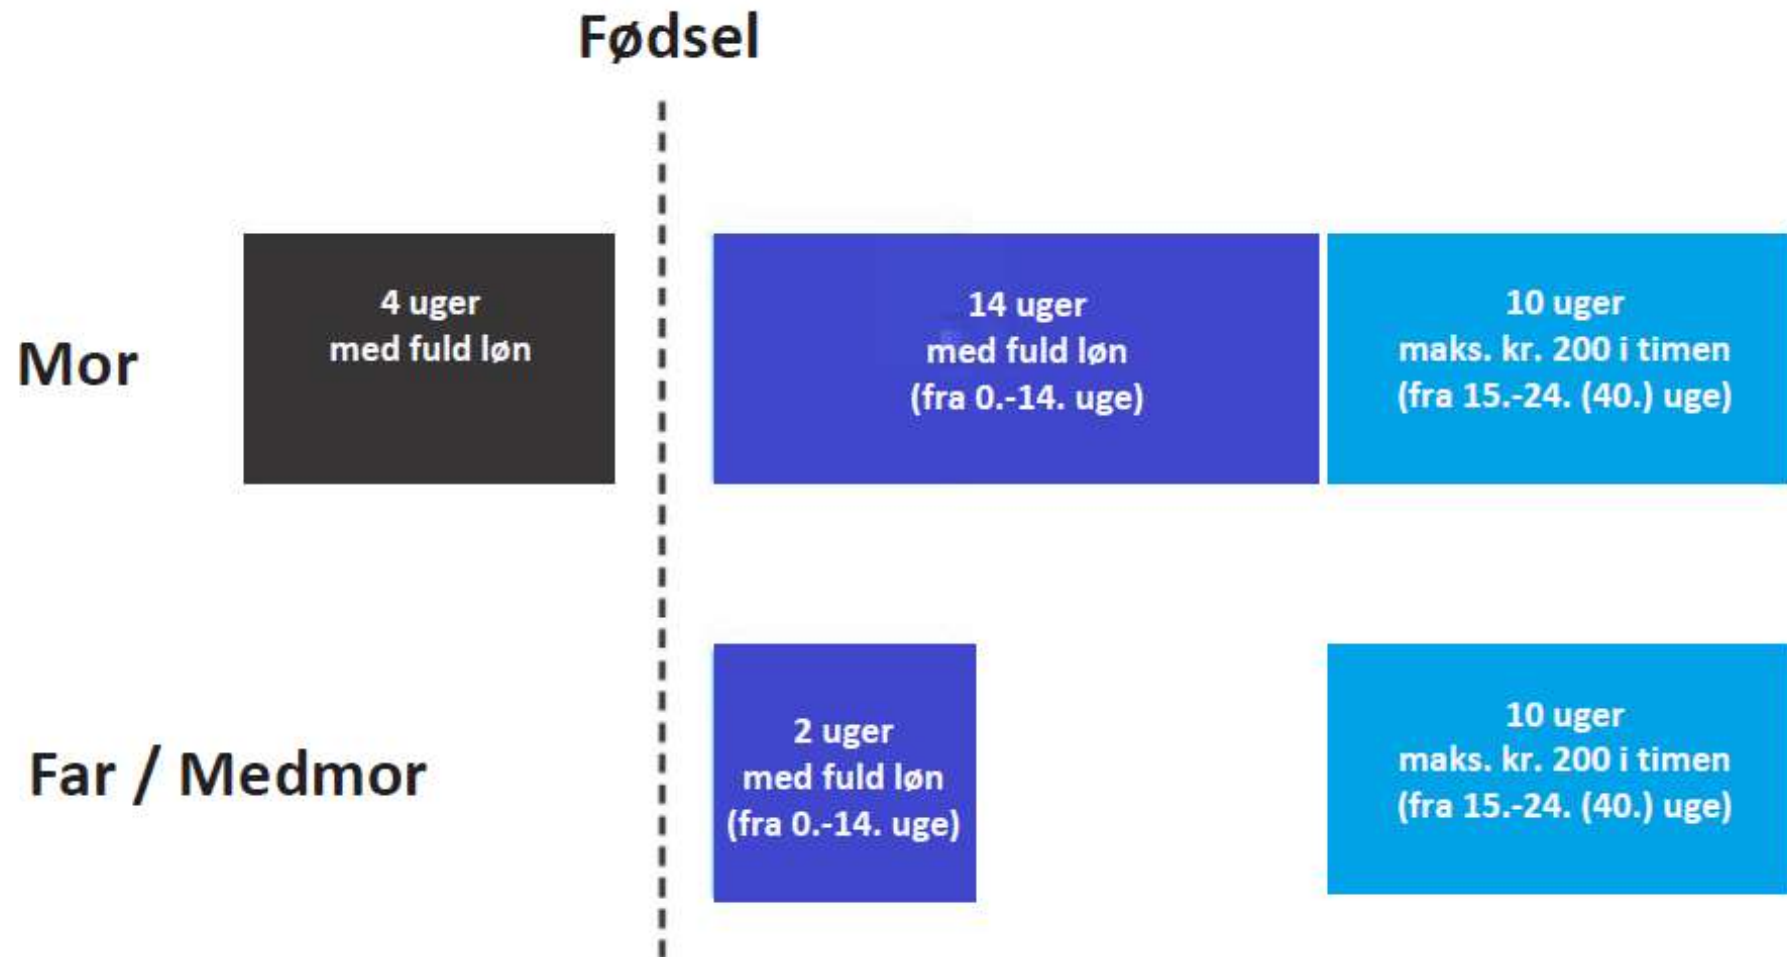 Fødsel
Mor
4 uger
med fuld løn
14 uger
med fuld løn
(fra 0.-14. uge)
10 uger
maks. kr. 200 i timen
(fra 15.-24. (40.) uge)
Far / Medmor
2 uger
med fuld løn
(fra 0.-14. uge)
10 uger
maks. kr. 200 i timen
(fra 15.-24. (40.) uge)